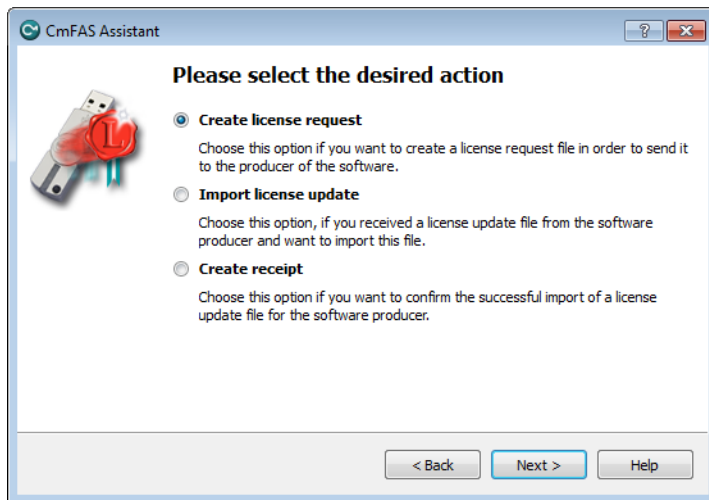 CmFAS Assistant
Please select the desired action
Create license request
Choose this option if you want to create a license request file in order to send it
to the producer of the software.
Import license update
Choose this option, if you received a license update file from the software
producer and want to import this file.
Create receipt
Choose this option if you want to confirm the successful import of a license
update file for the software producer.
L
< Back
Next >
Help